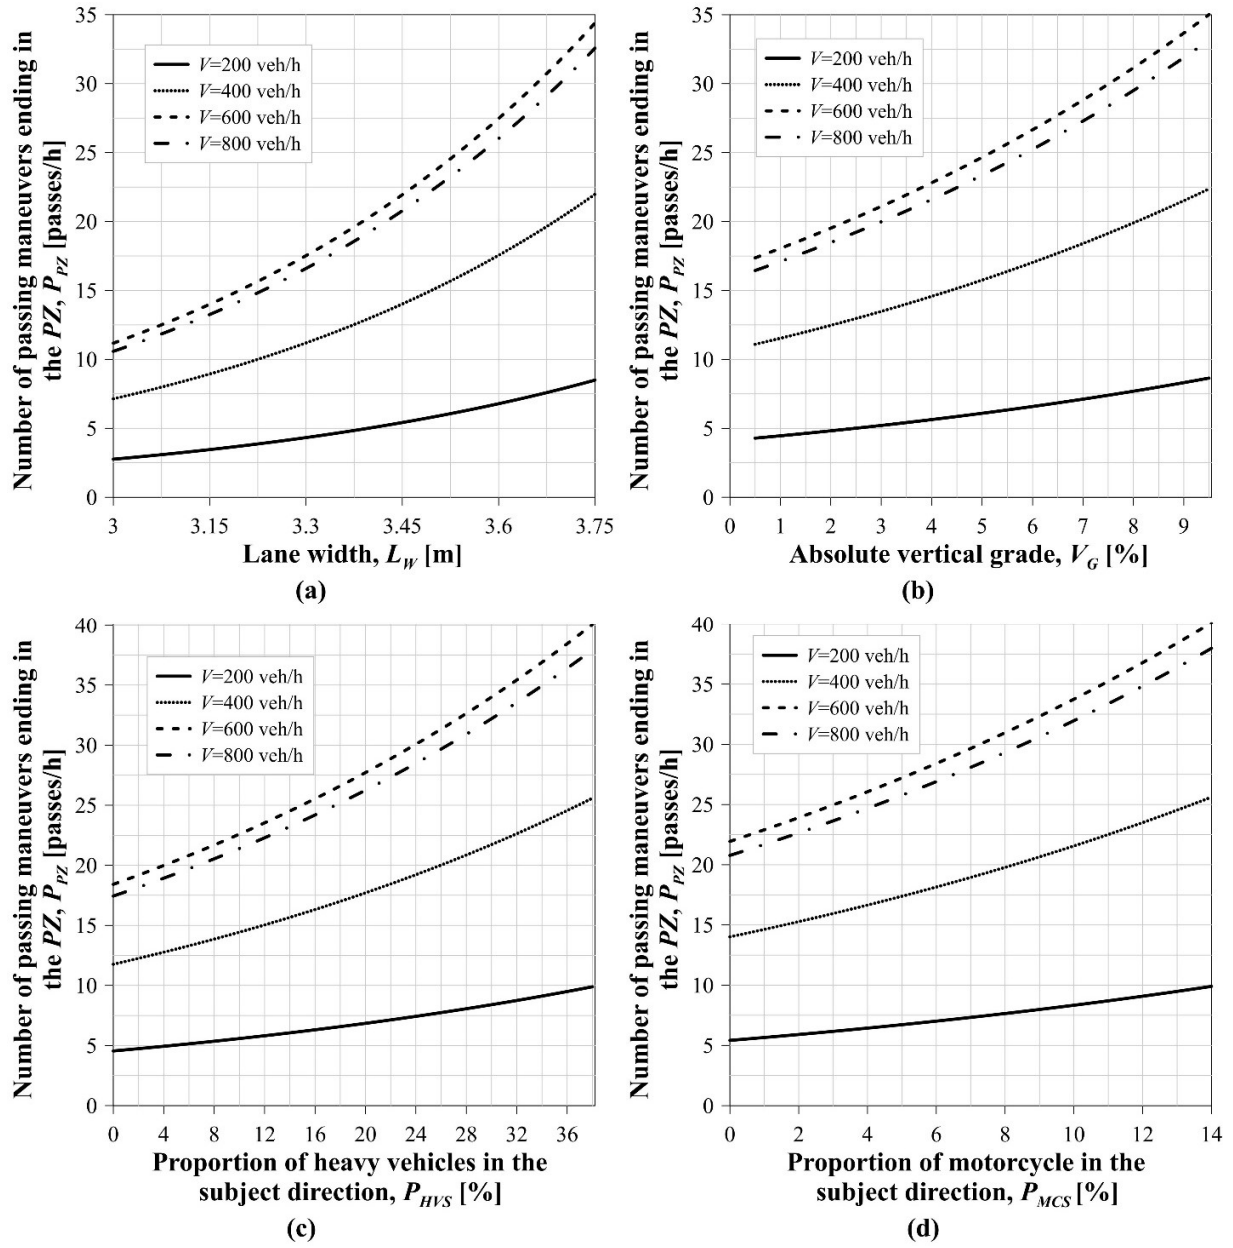 Number of passing maneuvers ending in
the PZ, P_PZ [passes/h]
35
30
25
20
15
10
5
0
V=200 veh/h
V=400 veh/h
V=600 veh/h
V=800 veh/h
3 3.15 3.3 3.45 3.6 3.75
Lane width, L_W [m]
(a)
Number of passing maneuvers ending in
the PZ, P_PZ [passes/h]
35
30
25
20
15
10
5
0
V=200 veh/h
V=400 veh/h
V=600 veh/h
V=800 veh/h
0 1 2 3 4 5 6 7 8 9
Absolute vertical grade, V_G [%]
(b)
Number of passing maneuvers ending in
the PZ, P_PZ [passes/h]
40
35
30
25
20
15
10
5
0
V=200 veh/h
V=400 veh/h
V=600 veh/h
V=800 veh/h
0 4 8 12 16 20 24 28 32 36
Proportion of heavy vehicles in the
subject direction, P_HVS [%]
(c)
Number of passing maneuvers ending in
the PZ, P_PZ [passes/h]
40
35
30
25
20
15
10
5
0
V=200 veh/h
V=400 veh/h
V=600 veh/h
V=800 veh/h
0 2 4 6 8 10 12 14
Proportion of motorcycle in the
subject direction, P_MCS [%]
(d)